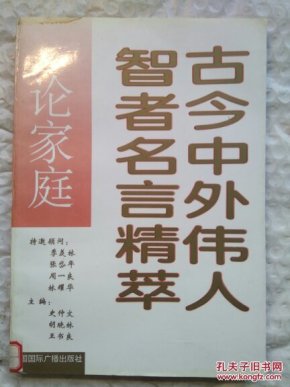 古今中外伟人
智者名言精萃
论家庭
特邀顾问：
季羡林
张岱年
周一良
林耀华
主编：
史仲文
胡晓林
王书良
国国际广播出版社
孔夫子旧书网